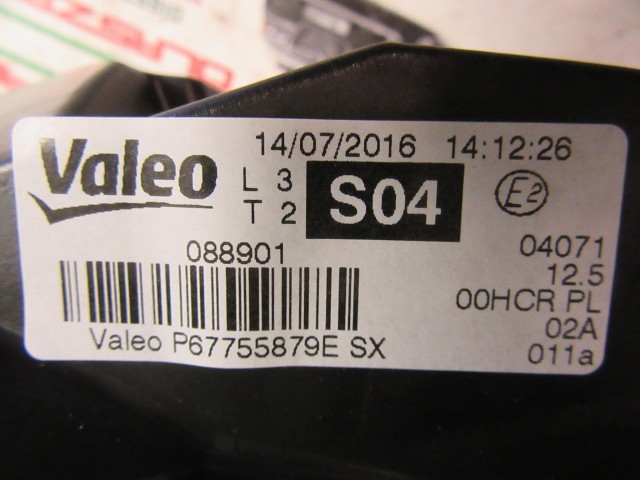 Valeo
14/07/2016 14:12:26
L 3
T 2
S04
E2
088901
04071
12.5
00HCR PL
02A
011a
Valeo P67755879E SX